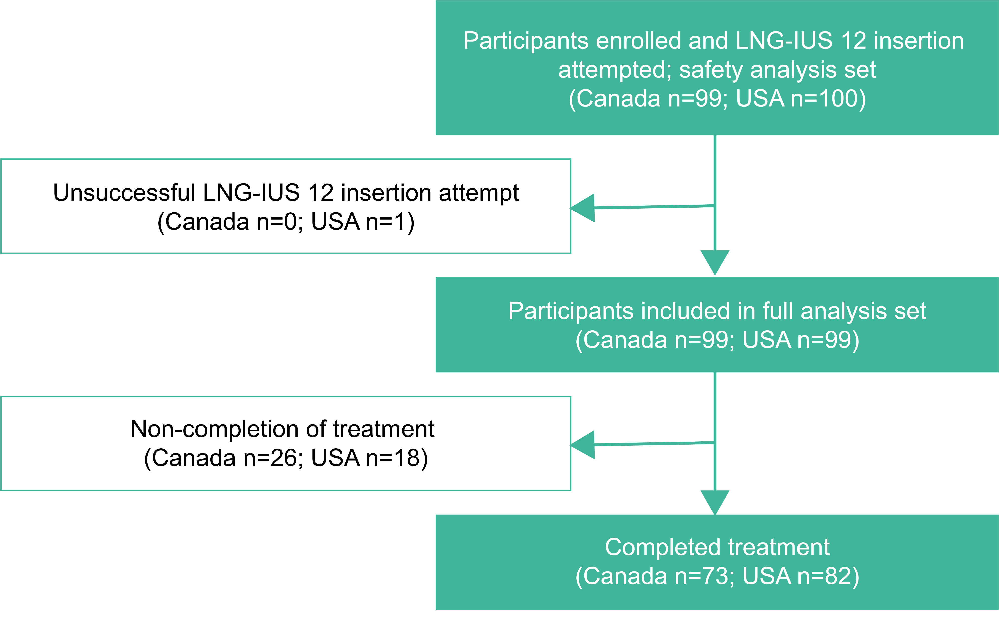 Participants enrolled and LNG-IUS 12 insertion
attempted; safety analysis set
(Canada n=99; USA n=100)
Unsuccessful LNG-IUS 12 insertion attempt
(Canada n=0; USA n=1)
Participants included in full analysis set
(Canada n=99; USA n=99)
Non-completion of treatment
(Canada n=26; USA n=18)
Completed treatment
(Canada n=73; USA n=82)